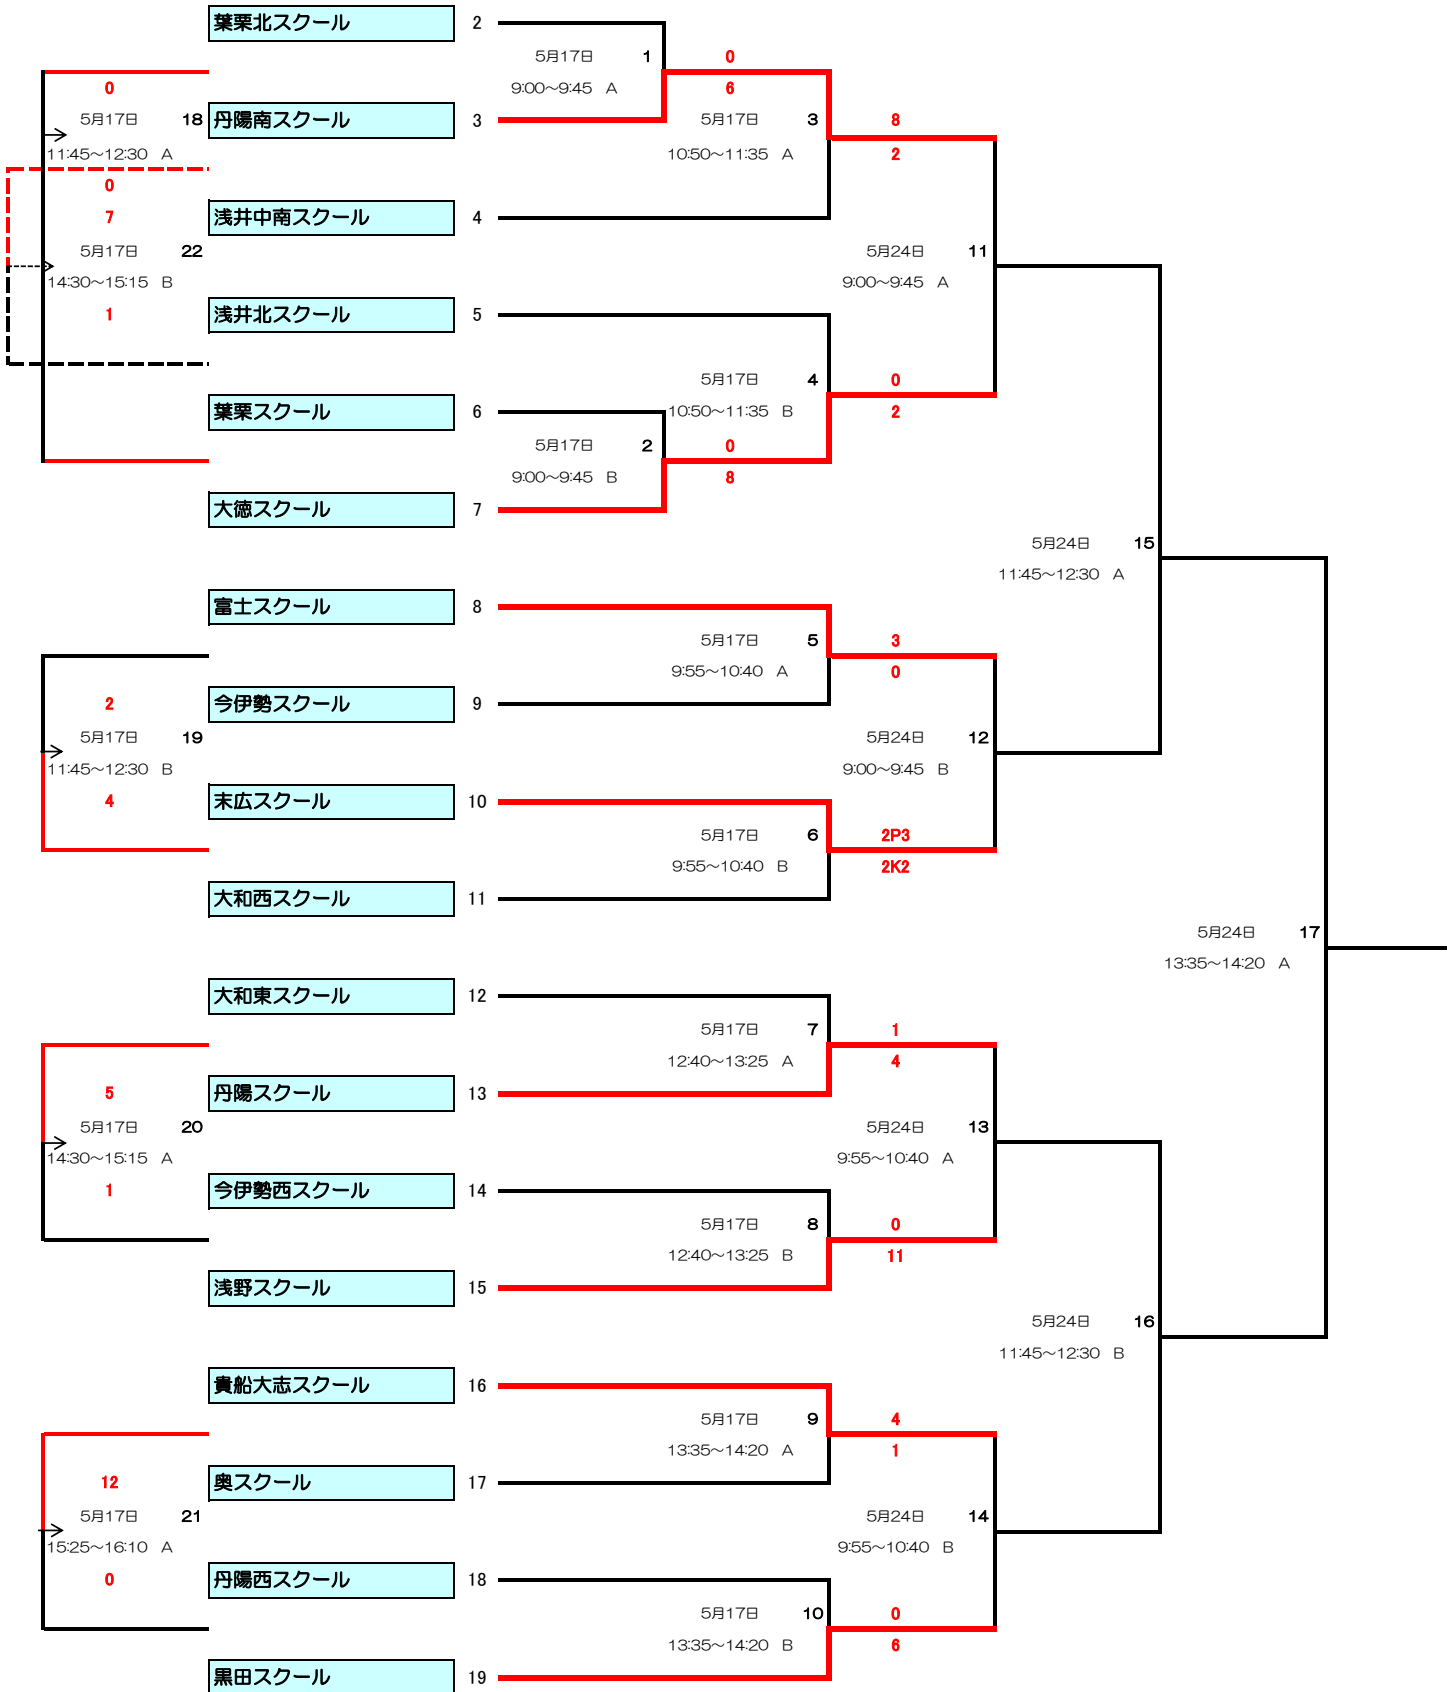 葉栗北スクール 2
5月17日 1 0
0 9:00～9:45 A 6
5月17日 18 丹陽南スクール 3 5月17日 3 8
11:45～12:30 A 10:50～11:35 A 2
0
7 浅井中南スクール 4
5月17日 22 5月24日 11
14:30～15:15 B 9:00～9:45 A
1 浅井北スクール 5
5月17日 4 0
葉栗スクール 6 10:50～11:35 B 2
5月17日 2 0
9:00～9:45 B 8
大徳スクール 7
5月24日 15
11:45～12:30 A
富士スクール 8
5月17日 5 3
9:55～10:40 A 0
2 今伊勢スクール 9
5月17日 19 5月24日 12
11:45～12:30 B 9:00～9:45 B
4 末広スクール 10
5月17日 6 2P3
9:55～10:40 B 2K2
大和西スクール 11
5月24日 17
13:35～14:20 A
大和東スクール 12
5月17日 7 1
12:40～13:25 A 4
5 丹陽スクール 13
5月17日 20 5月24日 13
14:30～15:15 A 9:55～10:40 A
1 今伊勢西スクール 14
5月17日 8 0
12:40～13:25 B 11
浅野スクール 15
5月24日 16
11:45～12:30 B
貴船大志スクール 16
5月17日 9 4
13:35～14:20 A 1
12 奥スクール 17
5月17日 21 5月24日 14
15:25～16:10 A 9:55～10:40 B
0 丹陽西スクール 18
5月17日 10 0
13:35～14:20 B 6
黒田スクール 19